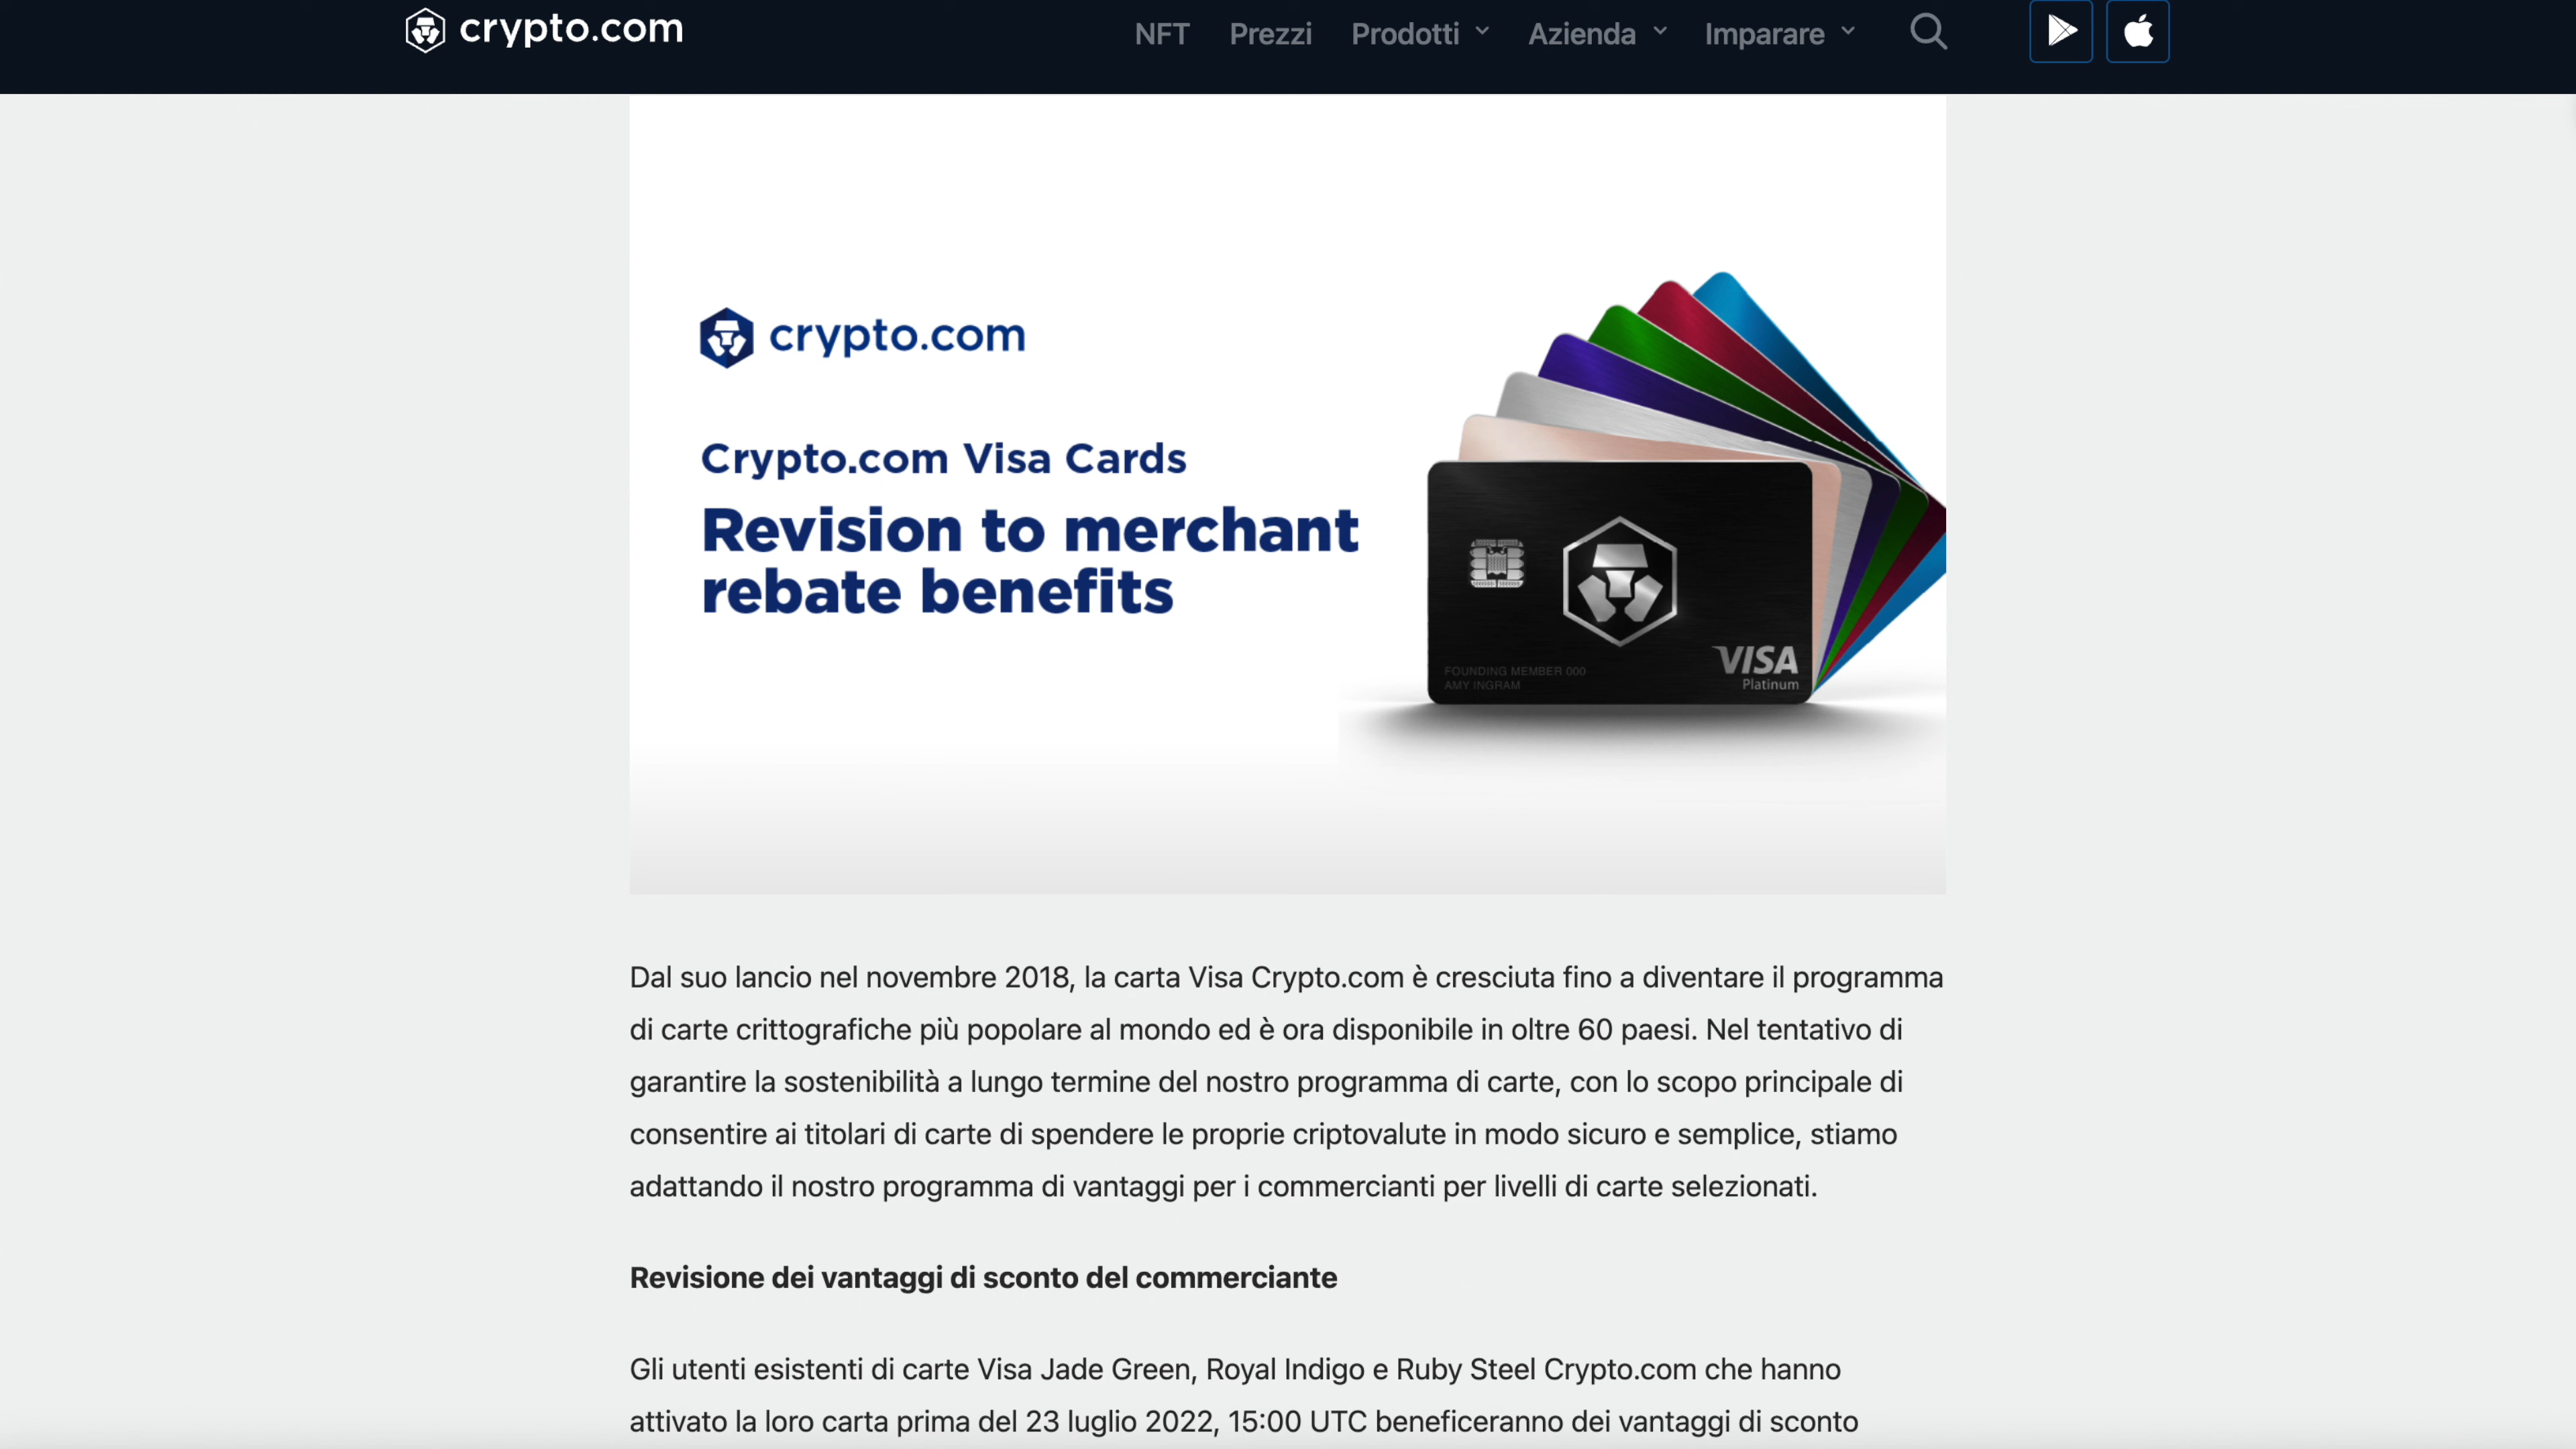 crypto.com
NFT Prezzi Prodotti Azienda Imparare
crypto.com
Crypto.com Visa Cards
Revision to merchant
rebate benefits
FOUNDING MEMBER 000
AMY INGRAM
VISA
Platinum
Dal suo lancio nel novembre 2018, la carta Visa Crypto.com è cresciuta fino a diventare il programma
di carte crittografiche più popolare al mondo ed è ora disponibile in oltre 60 paesi. Nel tentativo di
garantire la sostenibilità a lungo termine del nostro programma di carte, con lo scopo principale di
consentire ai titolari di carte di spendere le proprie criptovalute in modo sicuro e semplice, stiamo
adattando il nostro programma di vantaggi per i commercianti per livelli di carte selezionati.
Revisione dei vantaggi di sconto del commerciante
Gli utenti esistenti di carte Visa Jade Green, Royal Indigo e Ruby Steel Crypto.com che hanno
attivato la loro carta prima del 23 luglio 2022, 15:00 UTC beneficeranno dei vantaggi di sconto